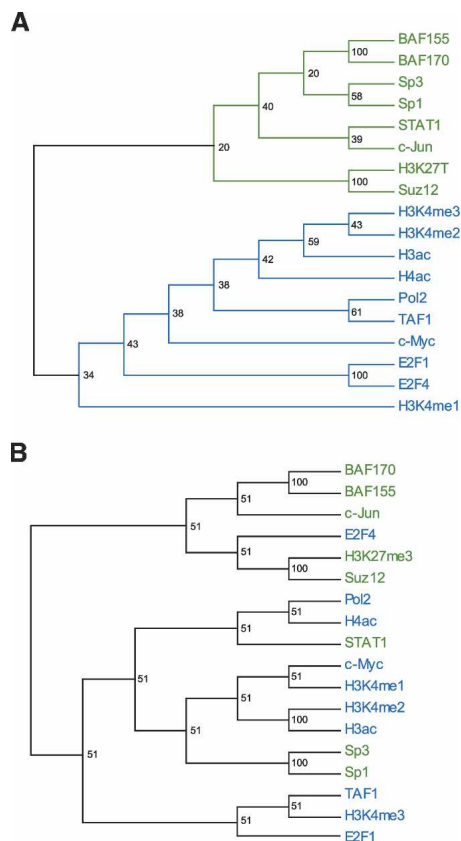 A
BAF155
100
BAF170
20
Sp3
58
Sp1
40
STAT1
39
c-Jun
20
H3K27T
100
Suz12
H3K4me3
43
H3K4me2
59
H3ac
42
H4ac
38
Pol2
61
TAF1
38
c-Myc
43
E2F1
100
E2F4
34
H3K4me1
B
BAF170
100
BAF155
51
c-Jun
51
E2F4
51
H3K27me3
100
Suz12
Pol2
51
H4ac
51
STAT1
51
c-Myc
51
H3K4me1
51
H3K4me2
100
H3ac
51
Sp3
100
Sp1
51
TAF1
51
H3K4me3
51
E2F1